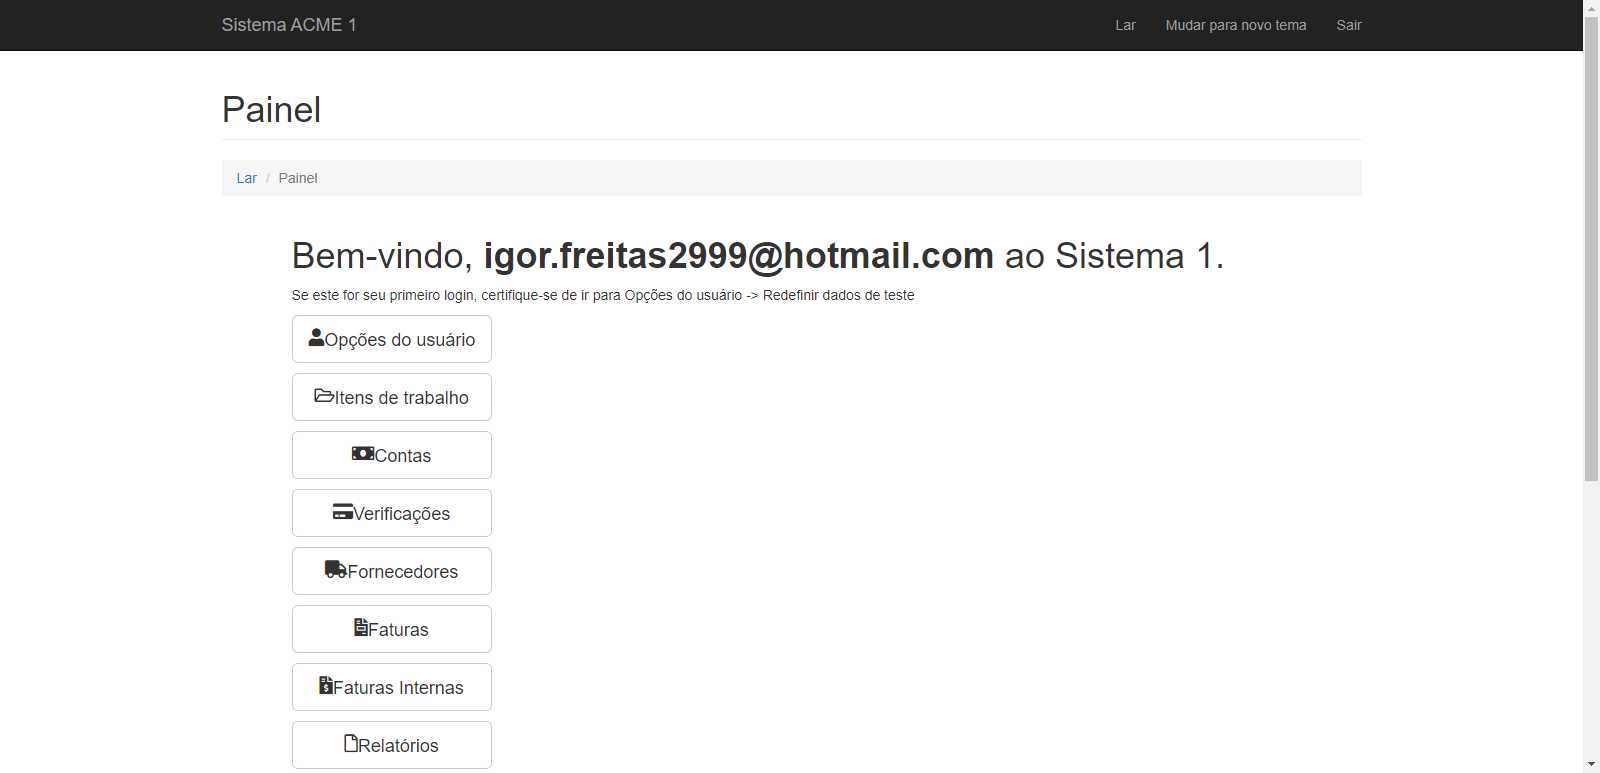 Sistema ACME 1
Lar
Mudar para novo tema
Sair
Painel
Lar / Painel
Bem-vindo, igor.freitas2999@hotmail.com ao Sistema 1.
Se este for seu primeiro login, certifique-se de ir para Opções do usuário -> Redefinir dados de teste
Opções do usuário
Itens de trabalho
Contas
Verificações
Fornecedores
Faturas
Faturas Internas
Relatórios